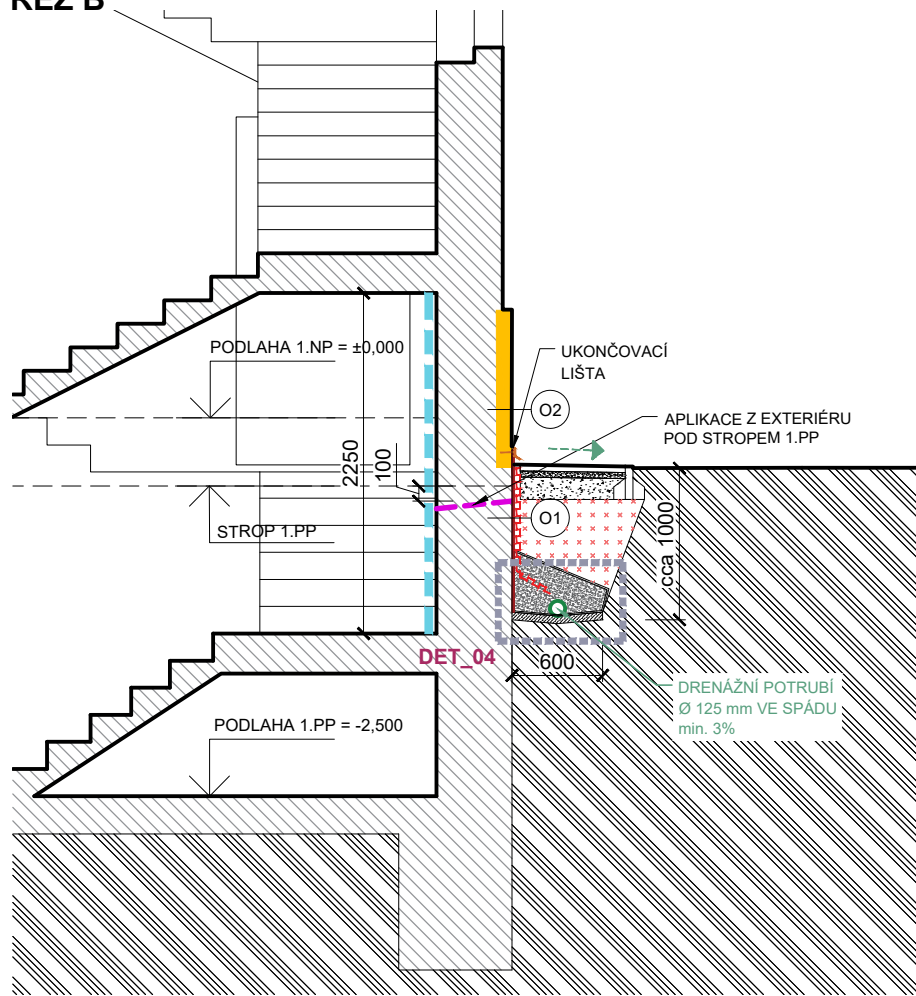 ŘEZ B
PODLAHA 1.NP = ±0,000
UKONČOVACÍ
LIŠTA
O2
APLIKACE Z EXTERIÉRU
POD STROPEM 1.PP
2250
100
STROP 1.PP
O1
cca 1000
DET_04
600
DRENÁŽNÍ POTRUBÍ
Ø 125 mm VE SPÁDU
min. 3%
PODLAHA 1.PP = -2,500